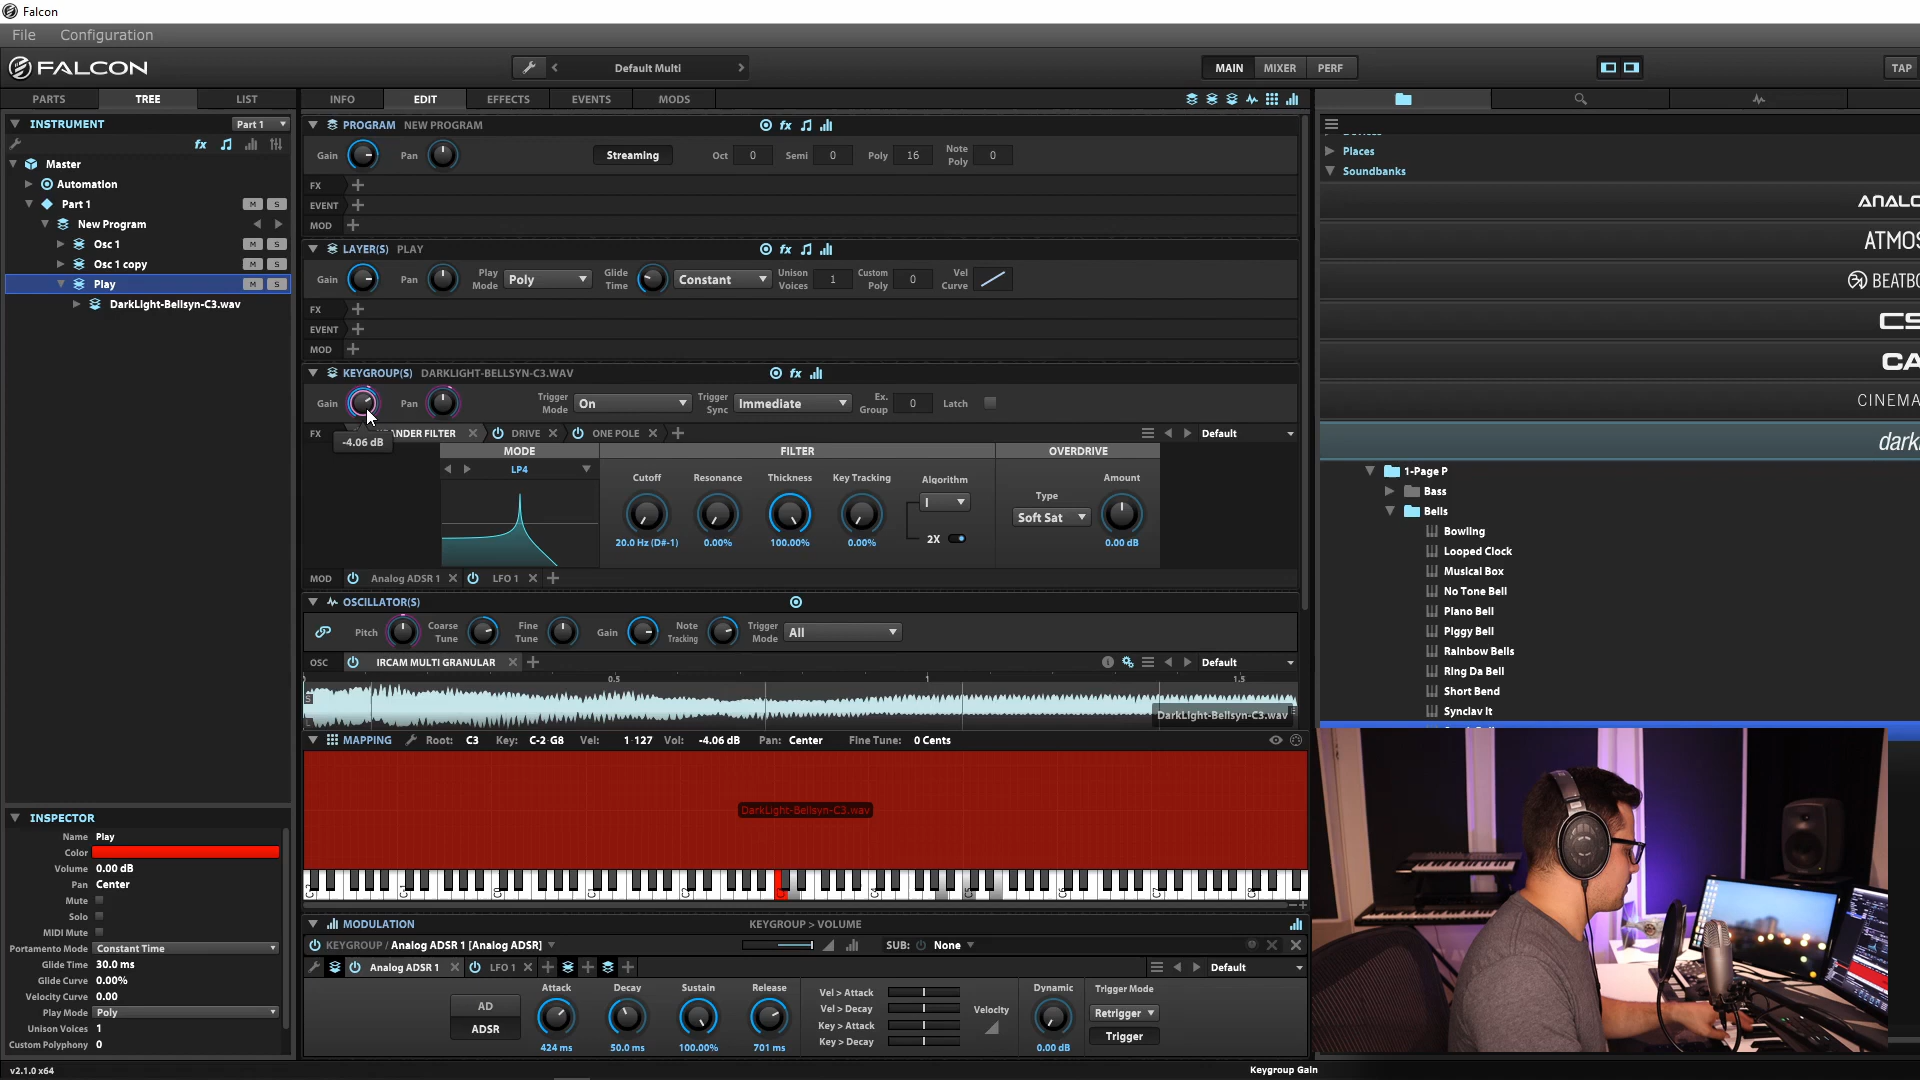 Falcon
File Configuration
FALCON
Default Multi
MAIN MIXER PERF
TAP
PARTS TREE LIST
INFO EDIT EFFECTS EVENTS MODS
INSTRUMENT Part 1
fx
Master
Automation
Part 1 M S
New Program
Osc 1 M S
Osc 1 copy M S
Play M S
DarkLight-Bellsyn-C3.wav
PROGRAM NEW PROGRAM fx
Gain Pan Streaming Oct 0 Semi 0 Poly 16 Note Poly 0
FX
EVENT
MOD
LAYER(S) PLAY fx
Gain Pan Play Mode Poly Glide Time Constant Unison Voices 1 Custom Poly 0 Vel Curve
FX
EVENT
MOD
KEYGROUP(S) DARKLIGHT-BELLSYN-C3.WAV fx
Gain Pan Trigger Mode On Trigger Sync Immediate Ex. Group 0 Latch
-4.06 dB
FX ANDER FILTER DRIVE ONE POLE Default
MODE FILTER OVERDRIVE
LP4
Cutoff Resonance Thickness Key Tracking Algorithm
I
Type Amount
Soft Sat
2X
20.0 Hz (D#-1) 0.00% 100.00% 0.00% 0.00 dB
MOD Analog ADSR 1 LFO 1
OSCILLATOR(S)
Pitch Coarse Tune Fine Tune Gain Note Tracking Trigger Mode All
OSC IRCAM MULTI GRANULAR Default
0.5 1 1.5
DarkLight-Bellsyn-C3.wav
MAPPING Root: C3 Key: C-2 G8 Vel: 1 127 Vol: -4.06 dB Pan: Center Fine Tune: 0 Cents
DarkLight-Bellsyn-C3.wav
MODULATION KEYGROUP > VOLUME
KEYGROUP / Analog ADSR 1 [Analog ADSR] SUB: None
Analog ADSR 1 LFO 1 Default
AD
ADSR
Attack Decay Sustain Release
424 ms 50.0 ms 100.00% 701 ms
Vel > Attack
Vel > Decay
Key > Attack
Key > Decay
Velocity
Dynamic
0.00 dB
Trigger Mode
Retrigger
Trigger
Places
Soundbanks
ANALO
ATMOS
BEATBO
CS
CA
CINEMA
dark
1-Page P
Bass
Bells
Bowling
Looped Clock
Musical Box
No Tone Bell
Piano Bell
Piggy Bell
Rainbow Bells
Ring Da Bell
Short Bend
Synclav It
INSPECTOR
Name Play
Color
Volume 0.00 dB
Pan Center
Mute
Solo
MIDI Mute
Portamento Mode Constant Time
Glide Time 30.0 ms
Glide Curve 0.00%
Velocity Curve 0.00
Play Mode Poly
Unison Voices 1
Custom Polyphony 0
v2.1.0 x64
Keygroup Gain